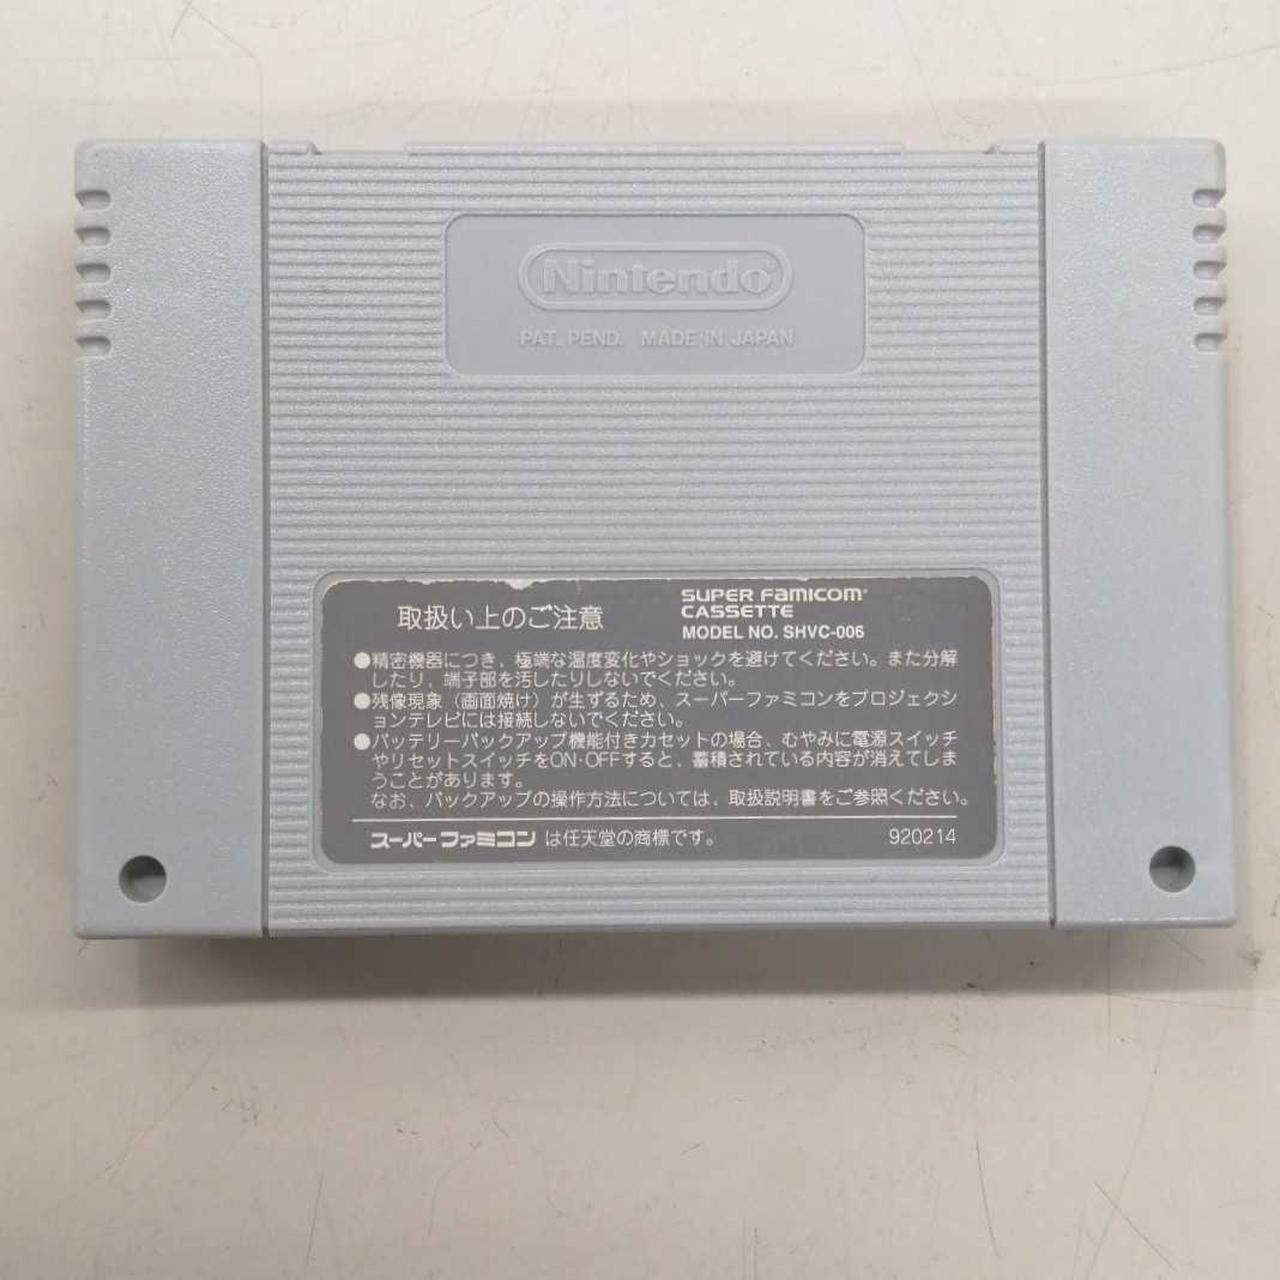 Nintendo
PAT. PEND. MADE IN JAPAN
取扱い上のご注意
SUPER FAMICOM
CASSETTE
MODEL NO. SHVC-006
●精密機器につき、極端な温度変化やショックを避けてください。また分解
したり、端子部を汚したりしないでください。
●残像現象（画面焼け）が生ずるため、スーパーファミコンをプロジェクシ
ョンテレビには接続しないでください。
●バッテリーバックアップ機能付きカセットの場合、むやみに電源スイッチ
やリセットスイッチをON·OFFすると、蓄積されている内容が消えてしま
うことがあります。
なお、バックアップの操作方法については、取扱説明書をご参照ください。
スーパーファミコン は任天堂の商標です。
920214